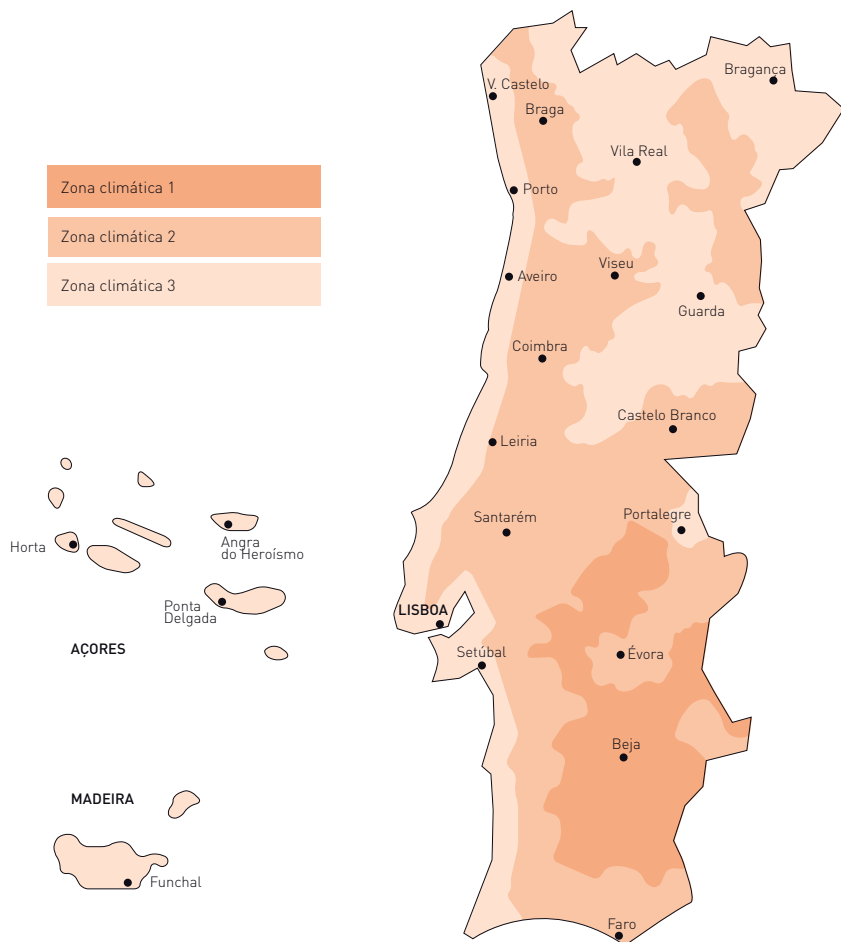 Bragança
V. Castelo
Braga
Vila Real
Zona climática 1
Porto
Zona climática 2
Viseu
Aveiro
Zona climática 3
Guarda
Coimbra
Castelo Branco
Leiria
Santarém
Portalegre
Horta
Angra
do Heroísmo
Ponta
Delgada
LISBOA
AÇORES
Setúbal
Évora
Beja
MADEIRA
Funchal
Faro